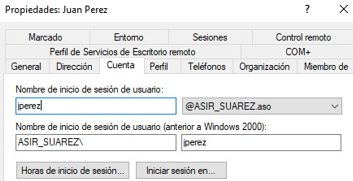 Propiedades: Juan Perez
Marcado Entorno Sesiones Control remoto
Perfil de Servicios de Escritorio remoto COM+
General Dirección Cuenta Perfil Teléfonos Organización Miembro de
Nombre de inicio de sesión de usuario:
jperez @ASIR_SUAREZ.aso
Nombre de inicio de sesión de usuario (anterior a Windows 2000):
ASIR_SUAREZ\ jperez
Horas de inicio de sesión... Iniciar sesión en...